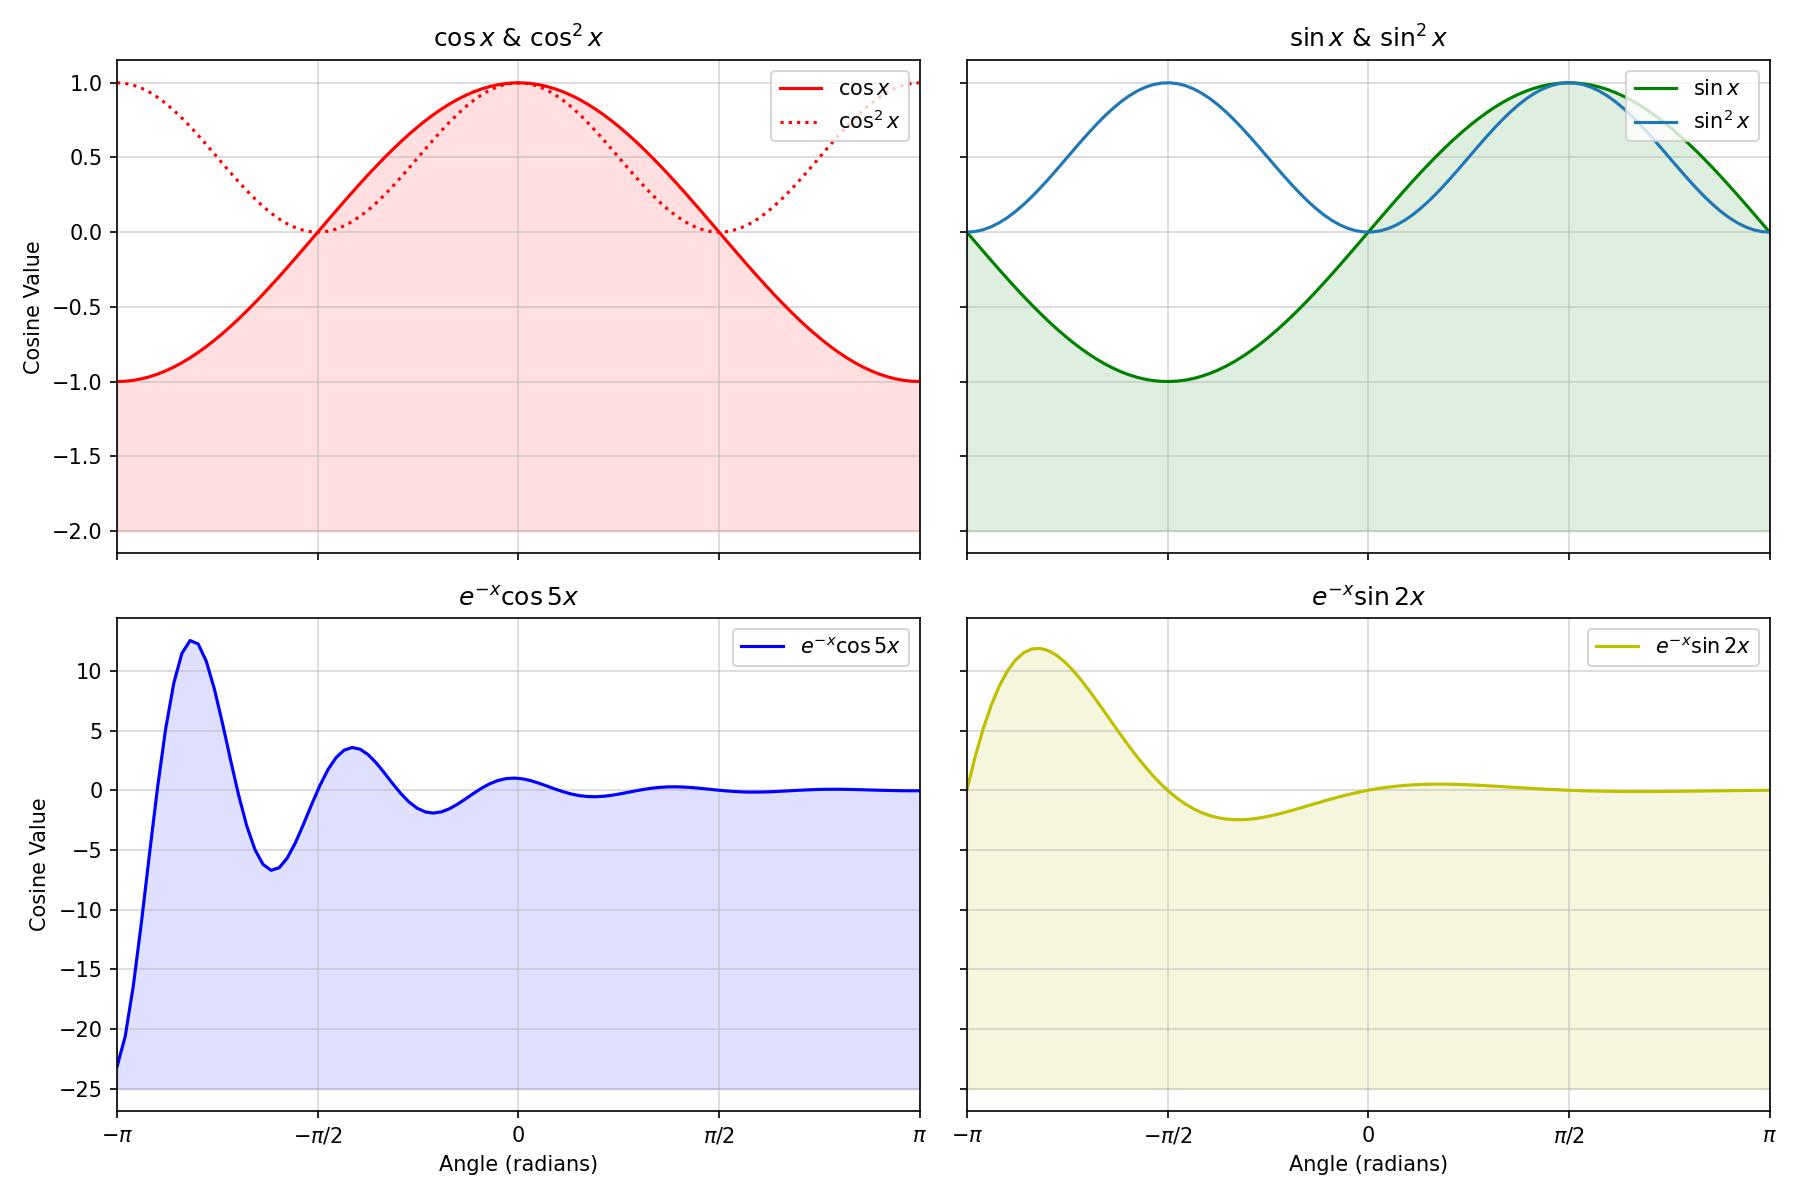 cos x & cos² x
1.0
0.5
0.0
−0.5
−1.0
−1.5
−2.0
Cosine Value
cos x
cos² x
sin x & sin² x
sin x
sin² x
e⁻ˣcos 5x
10
5
0
−5
−10
−15
−20
−25
Cosine Value
e⁻ˣcos 5x
−π
−π/2
0
π/2
π
Angle (radians)
e⁻ˣsin 2x
e⁻ˣsin 2x
−π
−π/2
0
π/2
π
Angle (radians)